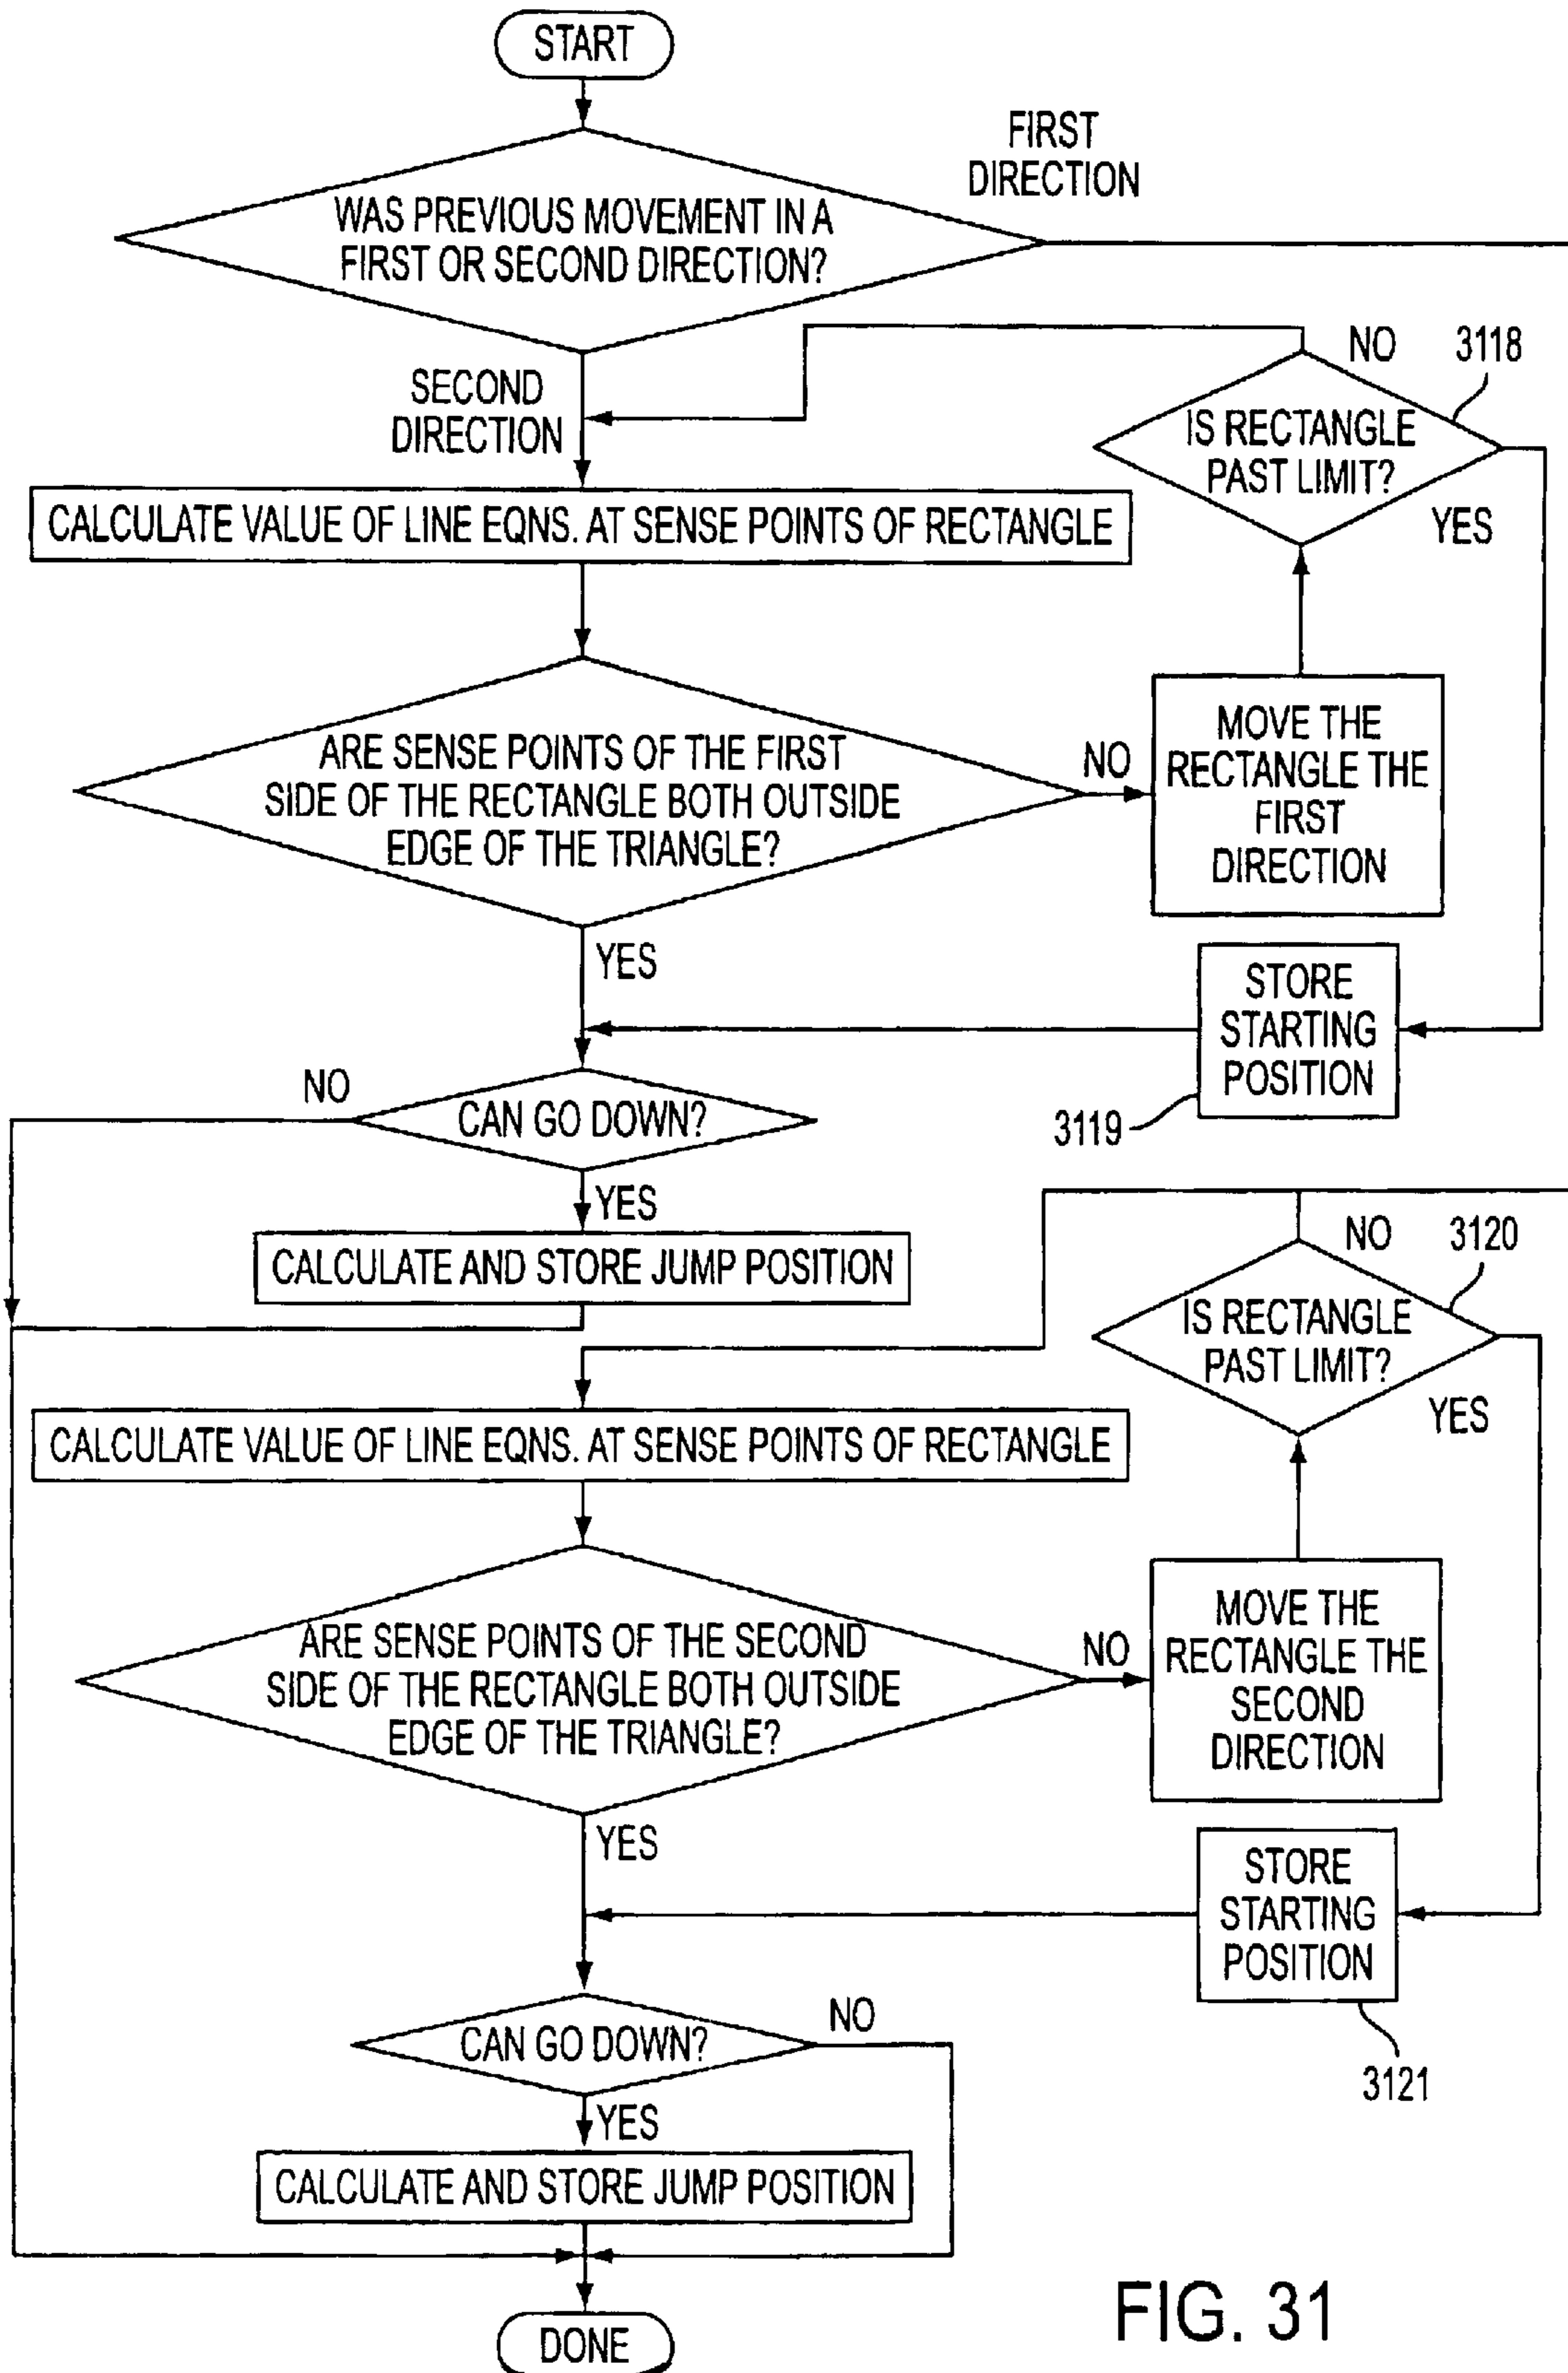 START
FIRST
DIRECTION
WAS PREVIOUS MOVEMENT IN A
FIRST OR SECOND DIRECTION?
NO
3118
SECOND
DIRECTION
IS RECTANGLE
PAST LIMIT?
YES
CALCULATE VALUE OF LINE EQNS. AT SENSE POINTS OF RECTANGLE
ARE SENSE POINTS OF THE FIRST
SIDE OF THE RECTANGLE BOTH OUTSIDE
EDGE OF THE TRIANGLE?
NO
MOVE THE
RECTANGLE THE
FIRST
DIRECTION
YES
STORE
STARTING
POSITION
3119
NO
CAN GO DOWN?
YES
CALCULATE AND STORE JUMP POSITION
NO
3120
IS RECTANGLE
PAST LIMIT?
YES
CALCULATE VALUE OF LINE EQNS. AT SENSE POINTS OF RECTANGLE
ARE SENSE POINTS OF THE SECOND
SIDE OF THE RECTANGLE BOTH OUTSIDE
EDGE OF THE TRIANGLE?
NO
MOVE THE
RECTANGLE THE
SECOND
DIRECTION
YES
STORE
STARTING
POSITION
3121
CAN GO DOWN?
NO
YES
CALCULATE AND STORE JUMP POSITION
DONE
FIG. 31